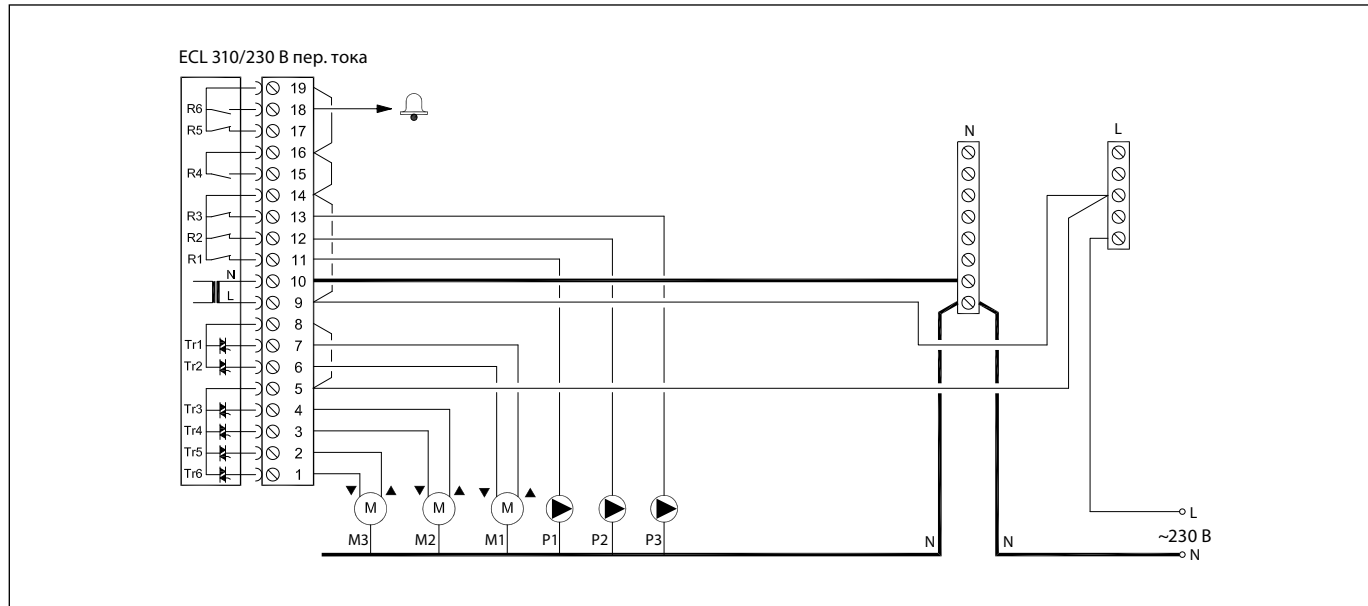 ECL 310/230 В пер. тока
19
R6 18
R5 17
16
R4 15
14
R3 13
R2 12
R1 11
N 10
L 9
8
Tr1 7
Tr2 6
5
Tr3 4
Tr4 3
Tr5 2
Tr6 1
N
L
M M M
M3 M2 M1 P1 P2 P3
N N
L
~230 В
N